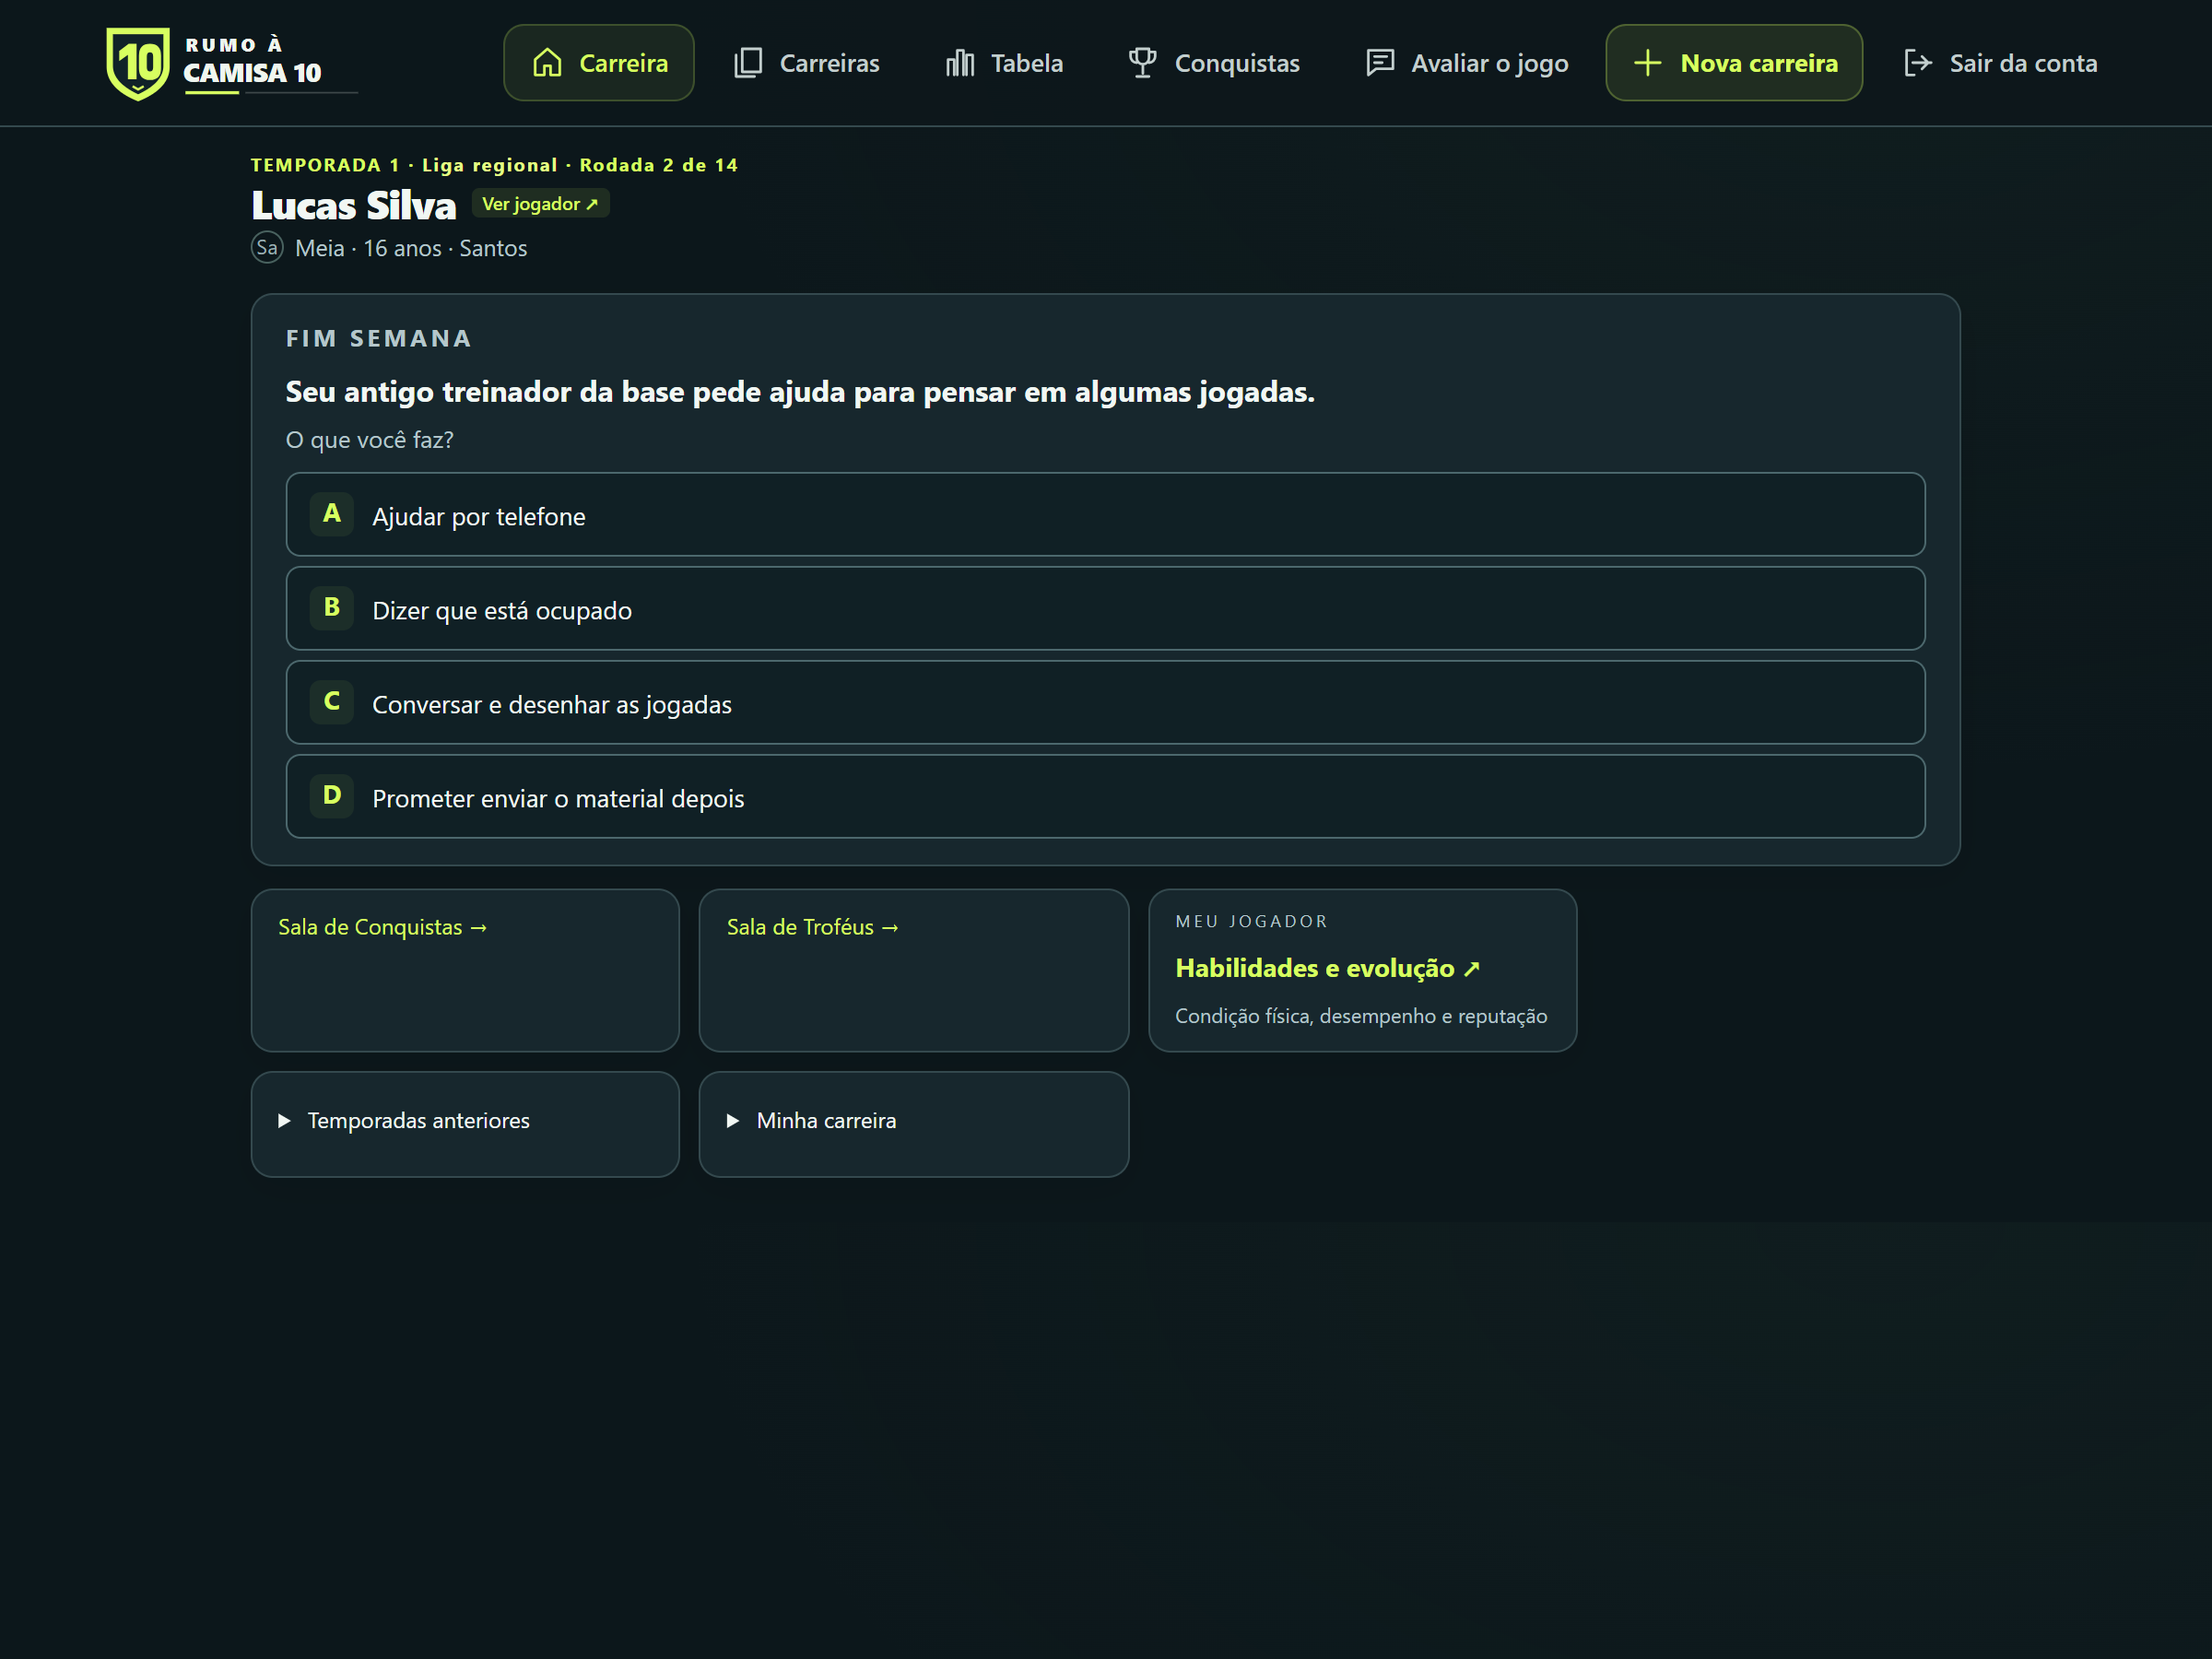 10 RUMO À
CAMISA 10
Carreira
Carreiras
Tabela
Conquistas
Avaliar o jogo
Nova carreira
Sair da conta
TEMPORADA 1 · Liga regional · Rodada 2 de 14
Lucas Silva Ver jogador ↗
Sa Meia · 16 anos · Santos
FIM SEMANA
Seu antigo treinador da base pede ajuda para pensar em algumas jogadas.
O que você faz?
A Ajudar por telefone
B Dizer que está ocupado
C Conversar e desenhar as jogadas
D Prometer enviar o material depois
Sala de Conquistas →
Sala de Troféus →
MEU JOGADOR
Habilidades e evolução ↗
Condição física, desempenho e reputação
▶ Temporadas anteriores
▶ Minha carreira